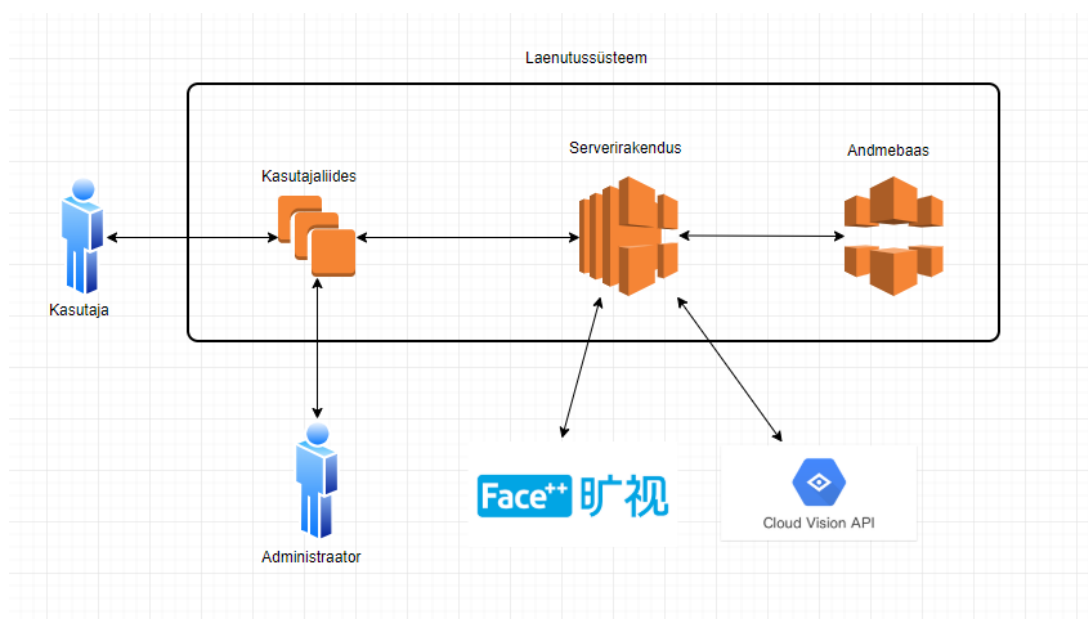 Laenutussüsteem
Serverirakendus
Andmebaas
Kasutajaliides
Kasutaja
Administraator
Face++ 旷视
Cloud Vision API